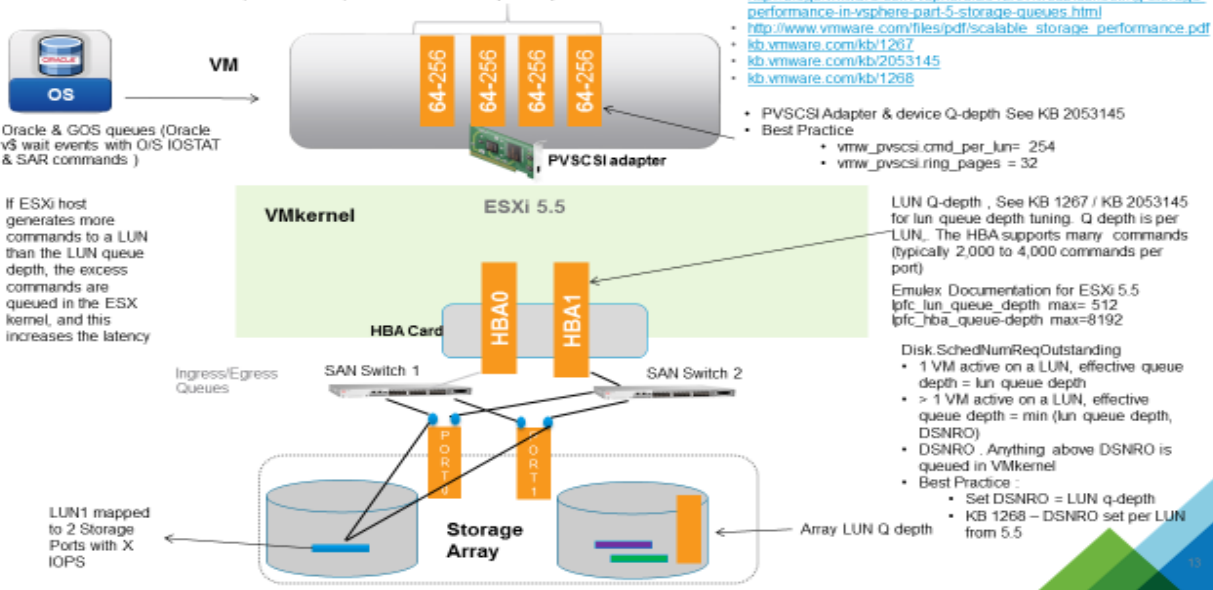 performance-in-vsphere-part-5-storage-queues.html
• http://www.vmware.com/files/pdf/scalable_storage_performance.pdf
• kb.vmware.com/kb/1267
• kb.vmware.com/kb/2053145
• kb.vmware.com/kb/1268
ORACLE
OS
VM
64-256
64-256
64-256
64-256
PVSCSI adapter
Oracle & GOS queues (Oracle
v$ wait events with O/S IOSTAT
& SAR commands )
• PVSCSI Adapter & device Q-depth See KB 2053145
• Best Practice
• vmw_pvscsi.cmd_per_lun= 254
• vmw_pvscsi.ring_pages = 32
If ESXi host
generates more
commands to a LUN
than the LUN queue
depth, the excess
commands are
queued in the ESX
kernel, and this
increases the latency
VMkernel
ESXi 5.5
LUN Q-depth , See KB 1267 / KB 2053145
for lun queue depth tuning. Q depth is per
LUN,. The HBA supports many commands
(typically 2,000 to 4,000 commands per
port)
Emulex Documentation for ESXi 5.5
lpfc_lun_queue_depth max= 512
lpfc_hba_queue-depth max=8192
HBA0
HBA1
HBA Card
Ingress/Egress
Queues
SAN Switch 1
SAN Switch 2
Disk.SchedNumReqOutstanding
• 1 VM active on a LUN, effective queue
depth = lun queue depth
• > 1 VM active on a LUN, effective
queue depth = min (lun queue depth,
DSNRO)
• DSNRO . Anything above DSNRO is
queued in VMkernel
• Best Practice :
• Set DSNRO = LUN q-depth
• KB 1268 – DSNRO set per LUN
from 5.5
PORT0
PORT1
LUN1 mapped
to 2 Storage
Ports with X
IOPS
Storage
Array
Array LUN Q depth
13